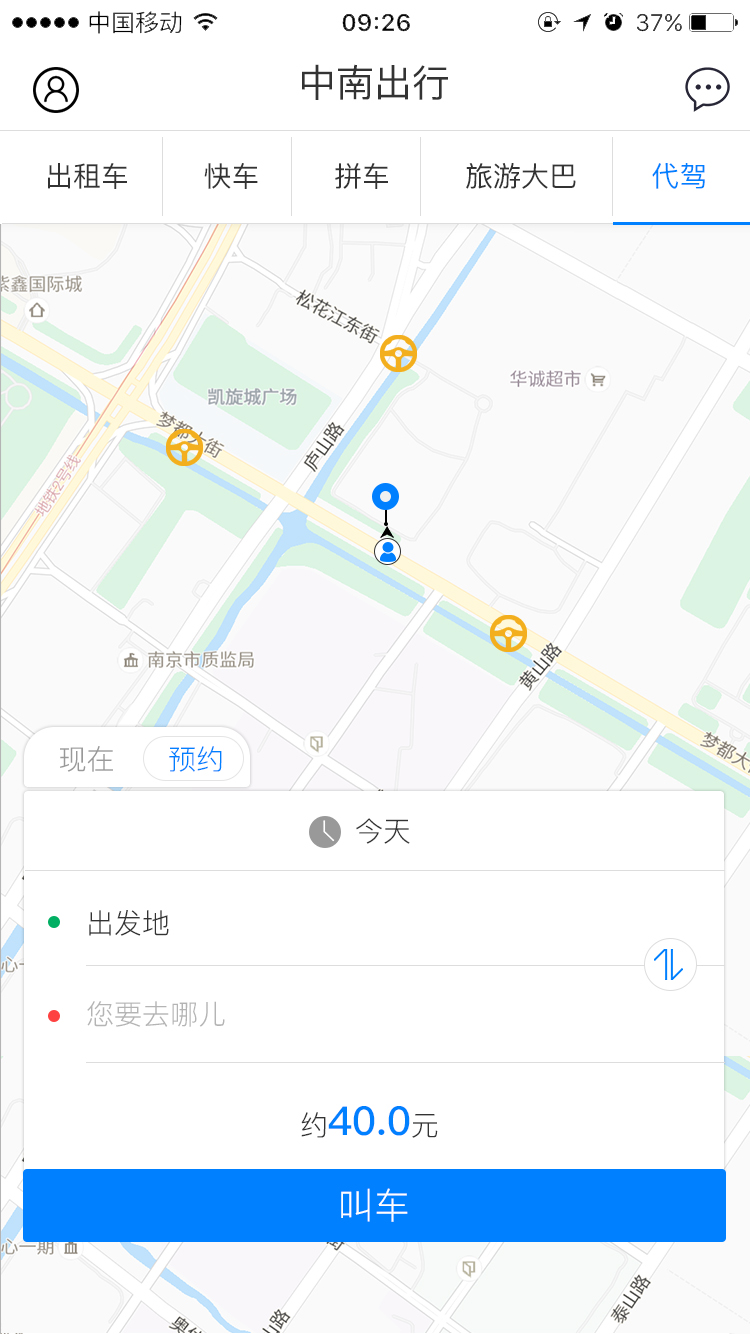 中国移动 09:26 37%
中南出行
出租车 快车 拼车 旅游大巴 代驾
紫鑫国际城
松花江东街
华诚超市
凯旋城广场
梦都大街
庐山路
地铁2号线
南京市质监局
黄山路
梦都大
现在 预约
今天
出发地
心一
您要去哪儿
约40.0元
叫车
心一期
泰山路
山路
奥